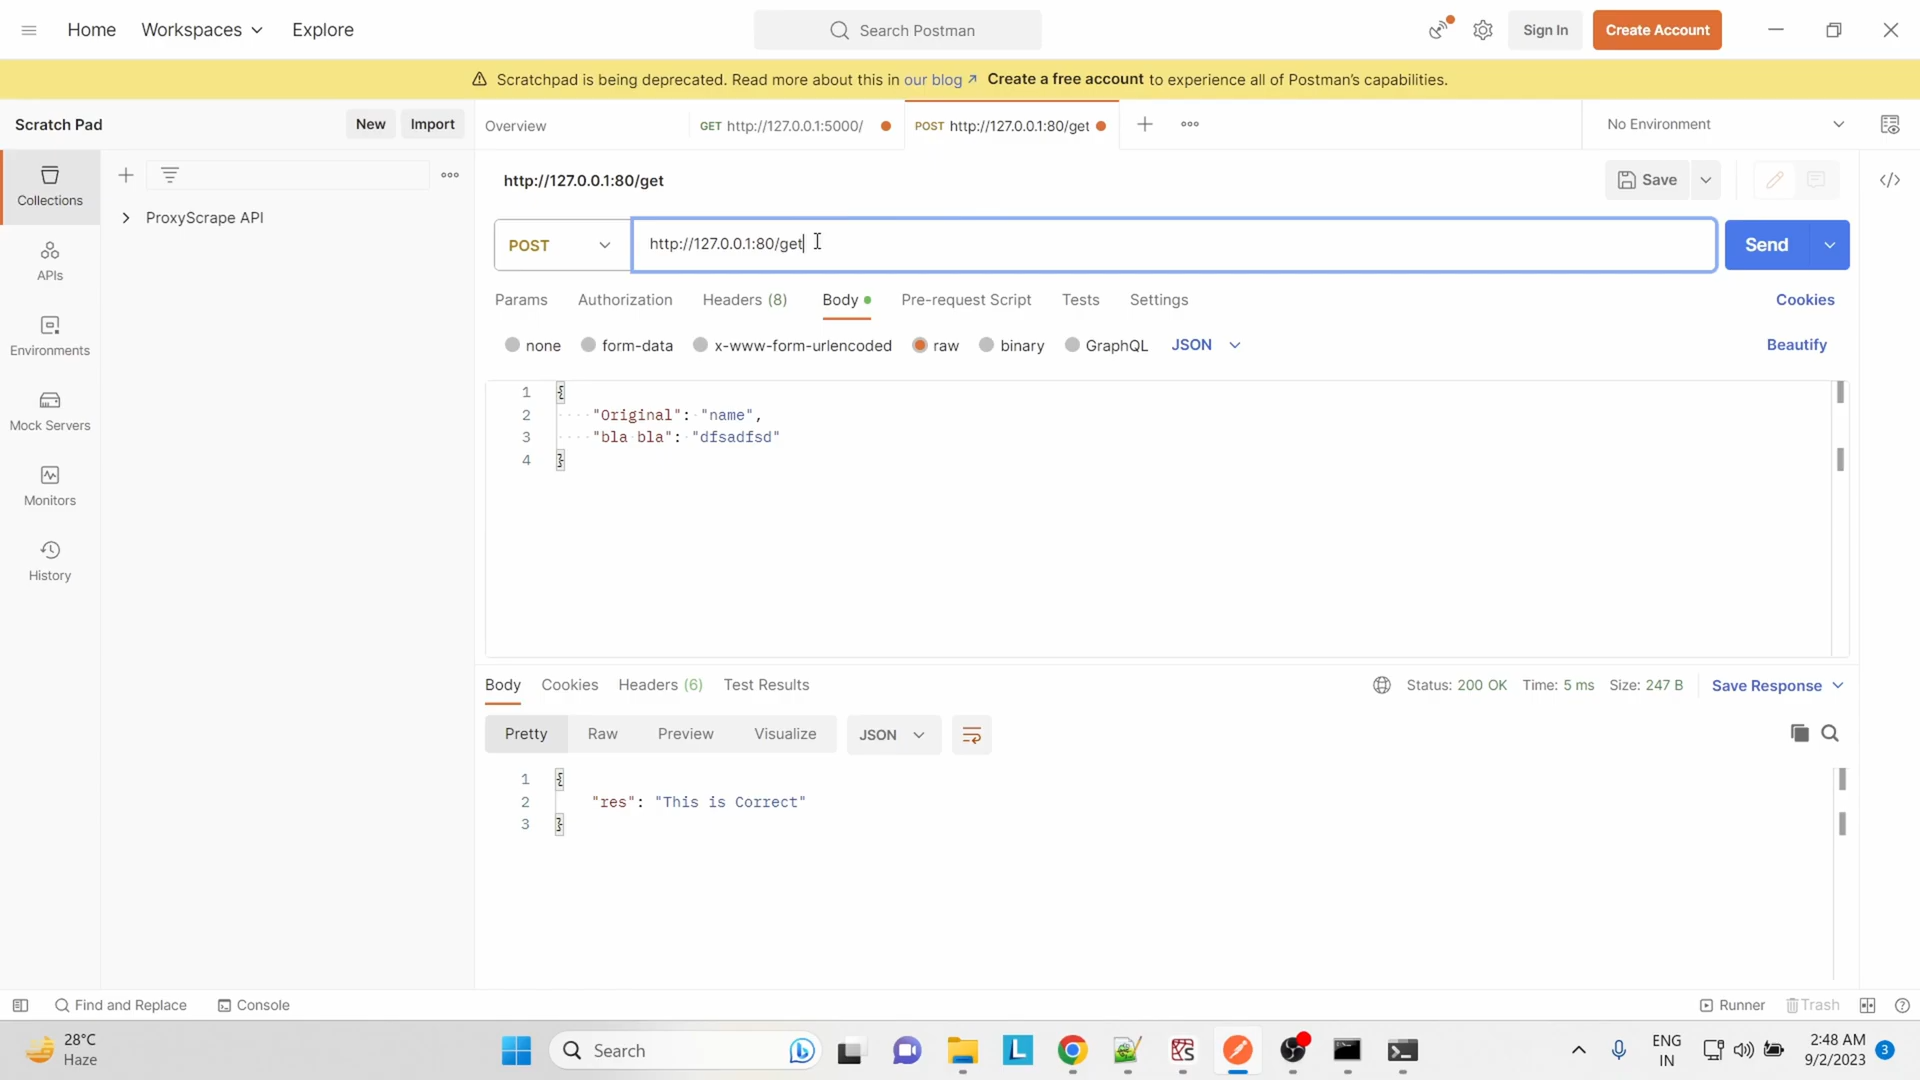 Home Workspaces Explore Search Postman Sign In Create Account
Scratchpad is being deprecated. Read more about this in our blog ↗ Create a free account to experience all of Postman's capabilities.
Scratch Pad New Import Overview GET http://127.0.0.1:5000/ POST http://127.0.0.1:80/get No Environment
Collections
ProxyScrape API
APIs
Environments
Mock Servers
Monitors
History
http://127.0.0.1:80/get Save </>
POST http://127.0.0.1:80/get Send
Params Authorization Headers (8) Body Pre-request Script Tests Settings Cookies
none form-data x-www-form-urlencoded raw binary GraphQL JSON Beautify
1 {
2 "Original": "name",
3 "bla bla": "dfsadfsd"
4 }
Body Cookies Headers (6) Test Results Status: 200 OK Time: 5 ms Size: 247 B Save Response
Pretty Raw Preview Visualize JSON
1 {
2 "res": "This is Correct"
3 }
Find and Replace Console Runner Trash
28°C
Haze
Search
L
ENG
IN
2:48 AM
9/2/2023
3